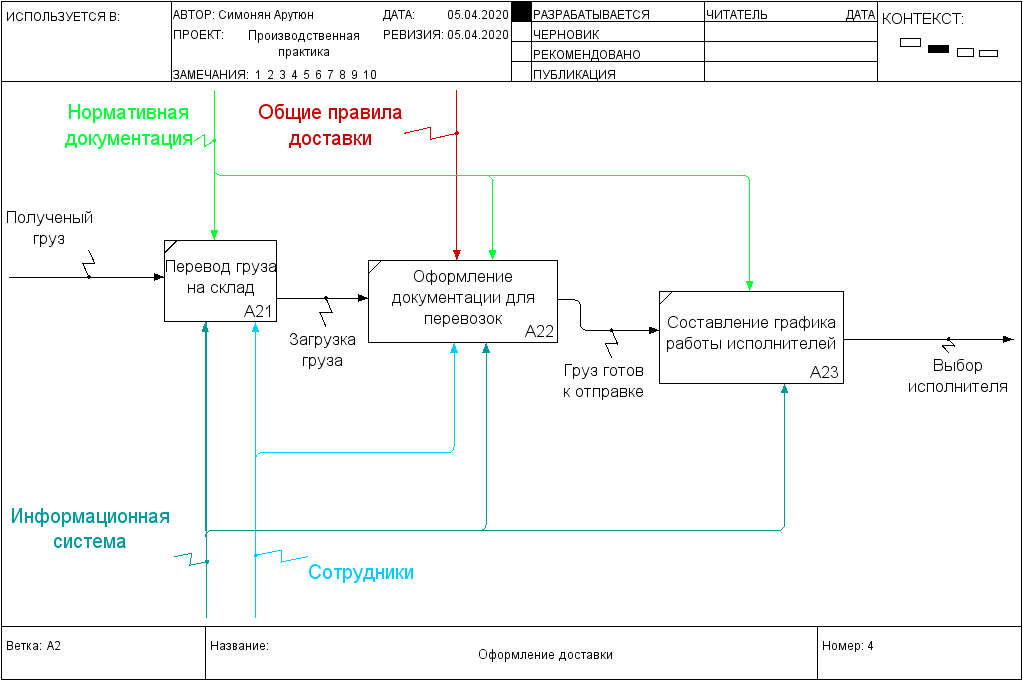 ИСПОЛЬЗУЕТСЯ В:
АВТОР: Симонян Арутюн
ДАТА: 05.04.2020
ПРОЕКТ: Производственная
практика
РЕВИЗИЯ: 05.04.2020
ЗАМЕЧАНИЯ: 1 2 3 4 5 6 7 8 9 10
РАЗРАБАТЫВАЕТСЯ
ЧЕРНОВИК
РЕКОМЕНДОВАНО
ПУБЛИКАЦИЯ
ЧИТАТЕЛЬ
ДАТА
КОНТЕКСТ:
Нормативная
документация
Общие правила
доставки
Полученый
груз
Перевод груза
на склад
A21
Загрузка
груза
Оформление
документации для
перевозок
A22
Груз готов
к отправке
Составление графика
работы исполнителей
A23
Выбор
исполнителя
Информационная
система
Сотрудники
Ветка: A2
Название:
Оформление доставки
Номер: 4